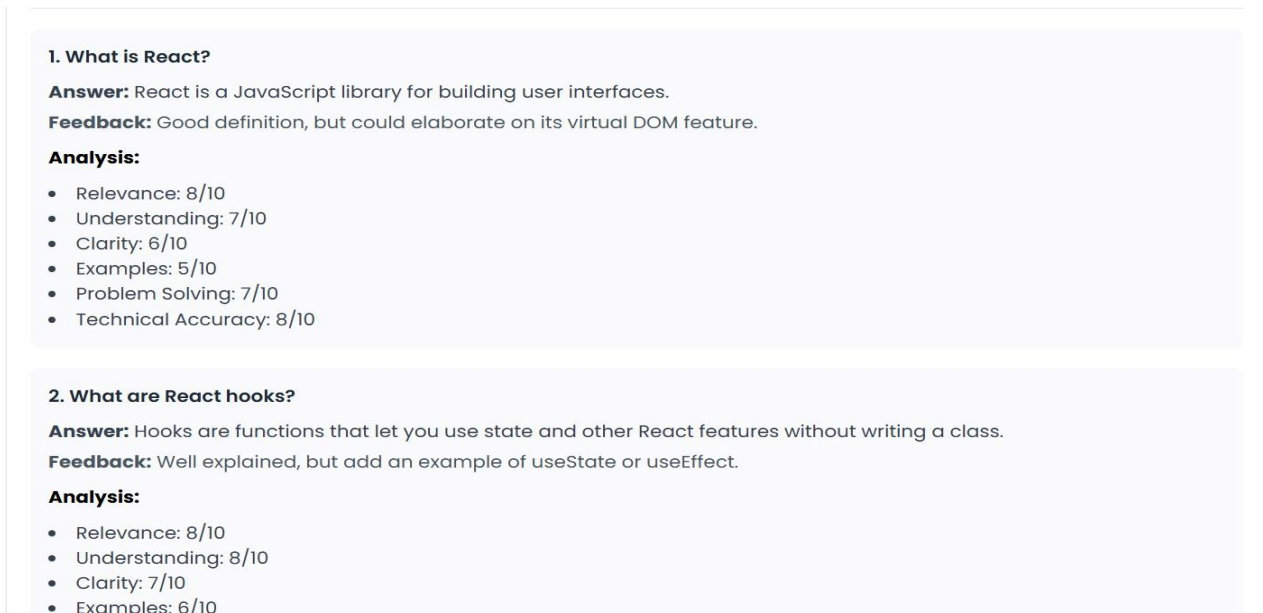 1. What is React?
Answer: React is a JavaScript library for building user interfaces.
Feedback: Good definition, but could elaborate on its virtual DOM feature.
Analysis:
• Relevance: 8/10
• Understanding: 7/10
• Clarity: 6/10
• Examples: 5/10
• Problem Solving: 7/10
• Technical Accuracy: 8/10
2. What are React hooks?
Answer: Hooks are functions that let you use state and other React features without writing a class.
Feedback: Well explained, but add an example of useState or useEffect.
Analysis:
• Relevance: 8/10
• Understanding: 8/10
• Clarity: 7/10
• Examples: 6/10